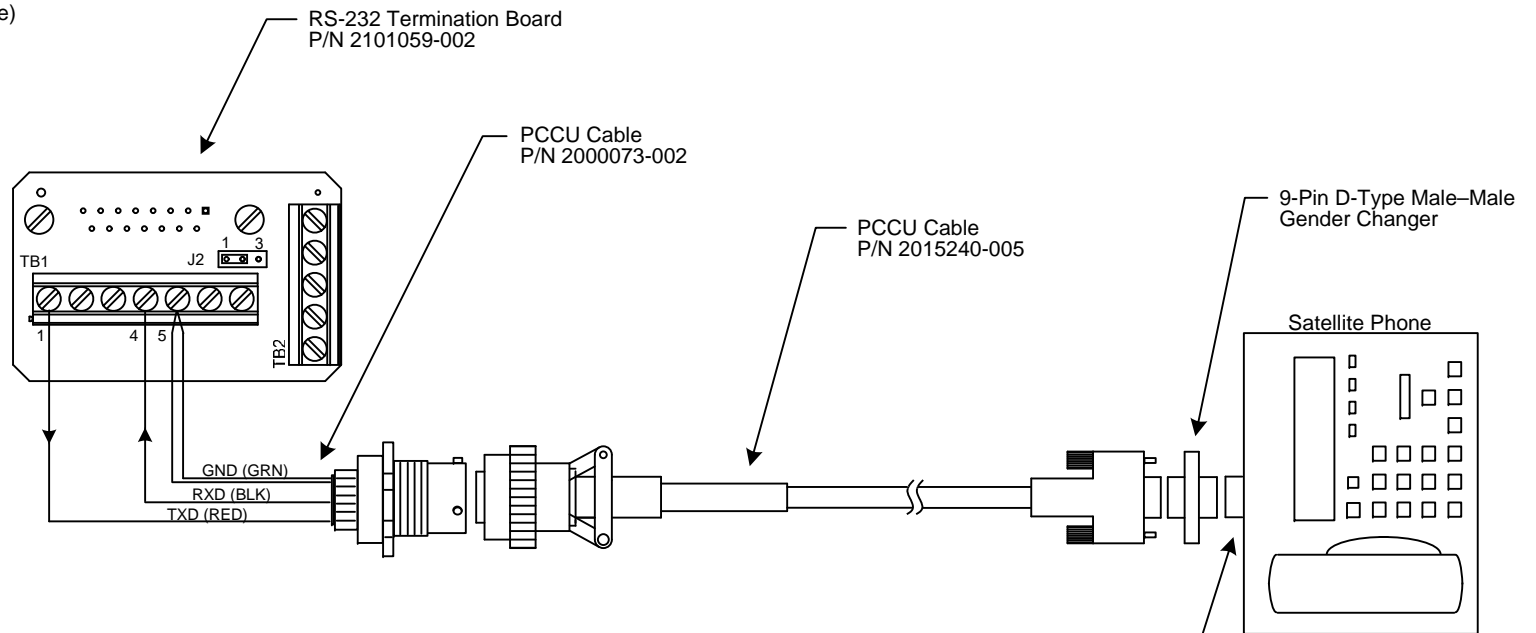 e)
RS-232 Termination Board
P/N 2101059-002
PCCU Cable
P/N 2000073-002
9-Pin D-Type Male–Male
Gender Changer
PCCU Cable
P/N 2015240-005
1 3
TB1
J2
Satellite Phone
1 4 5
TB2
GND (GRN)
RXD (BLK)
TXD (RED)